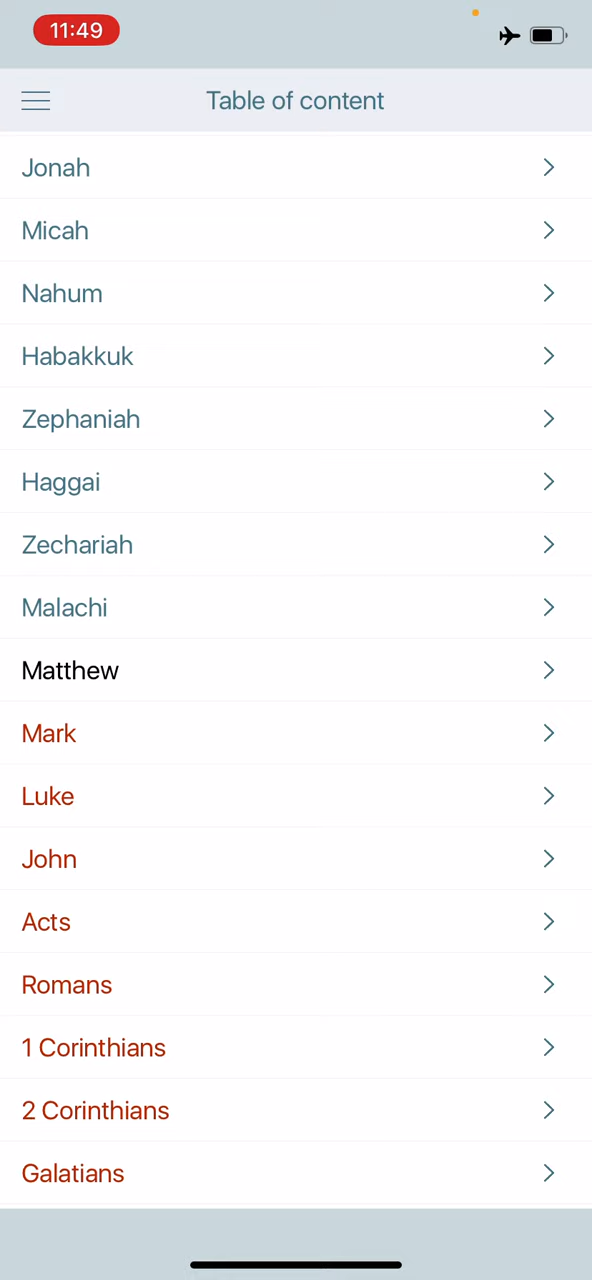 11:49
Table of content
Jonah
Micah
Nahum
Habakkuk
Zephaniah
Haggai
Zechariah
Malachi
Matthew
Mark
Luke
John
Acts
Romans
1 Corinthians
2 Corinthians
Galatians